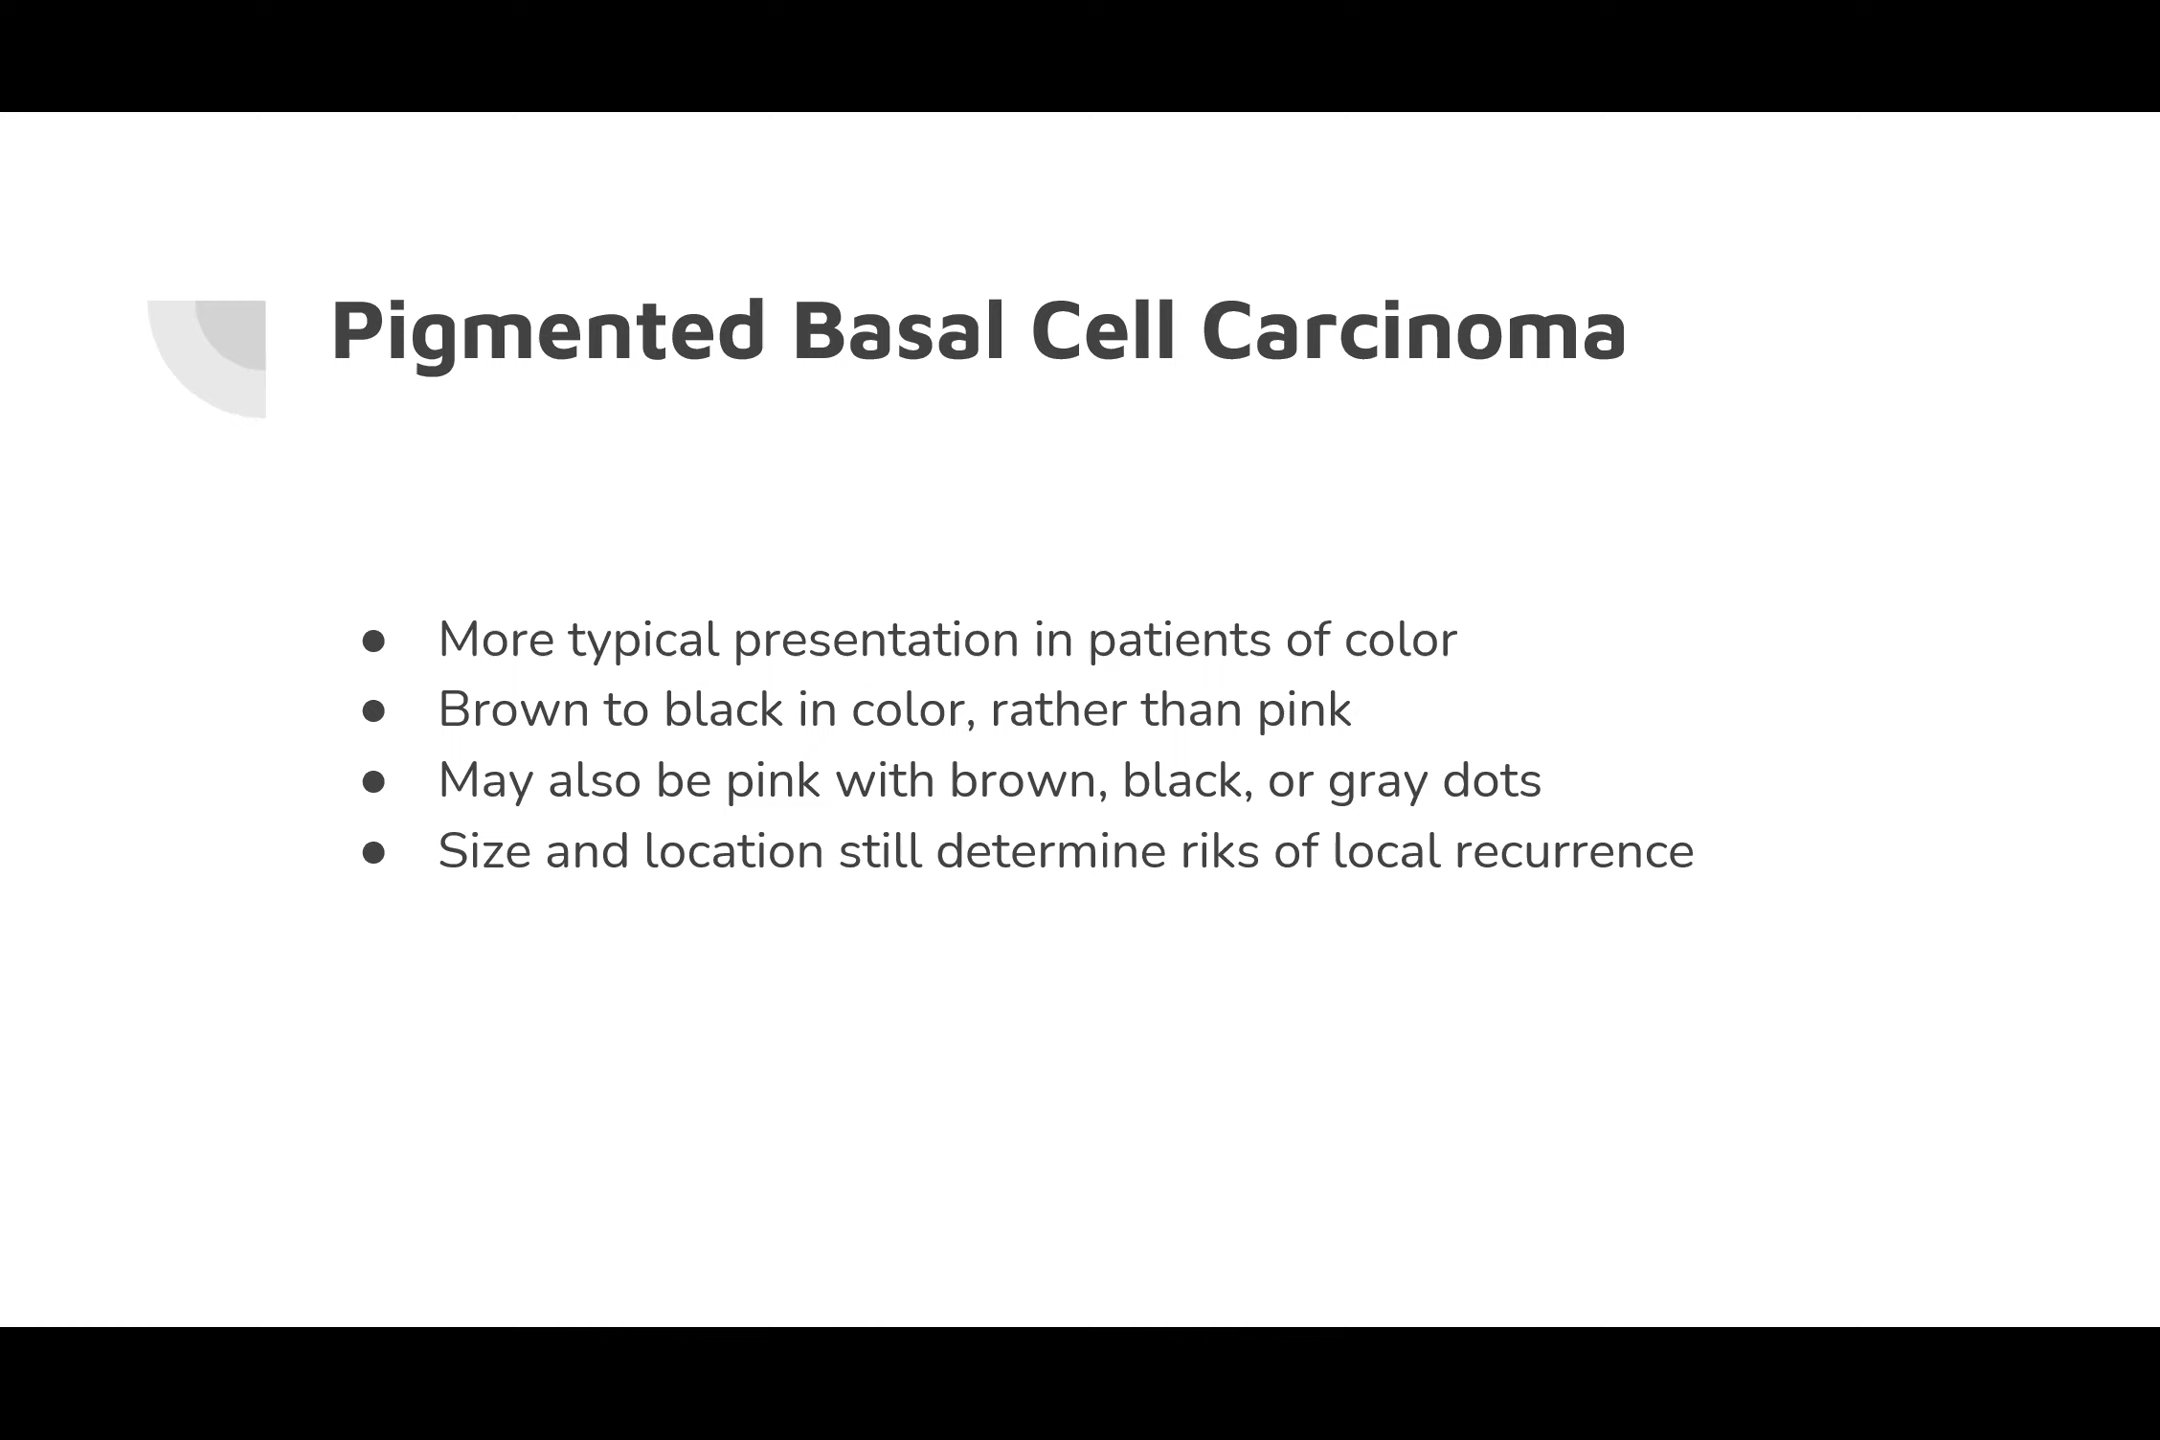 Pigmented Basal Cell Carcinoma
● More typical presentation in patients of color
● Brown to black in color, rather than pink
● May also be pink with brown, black, or gray dots
● Size and location still determine riks of local recurrence